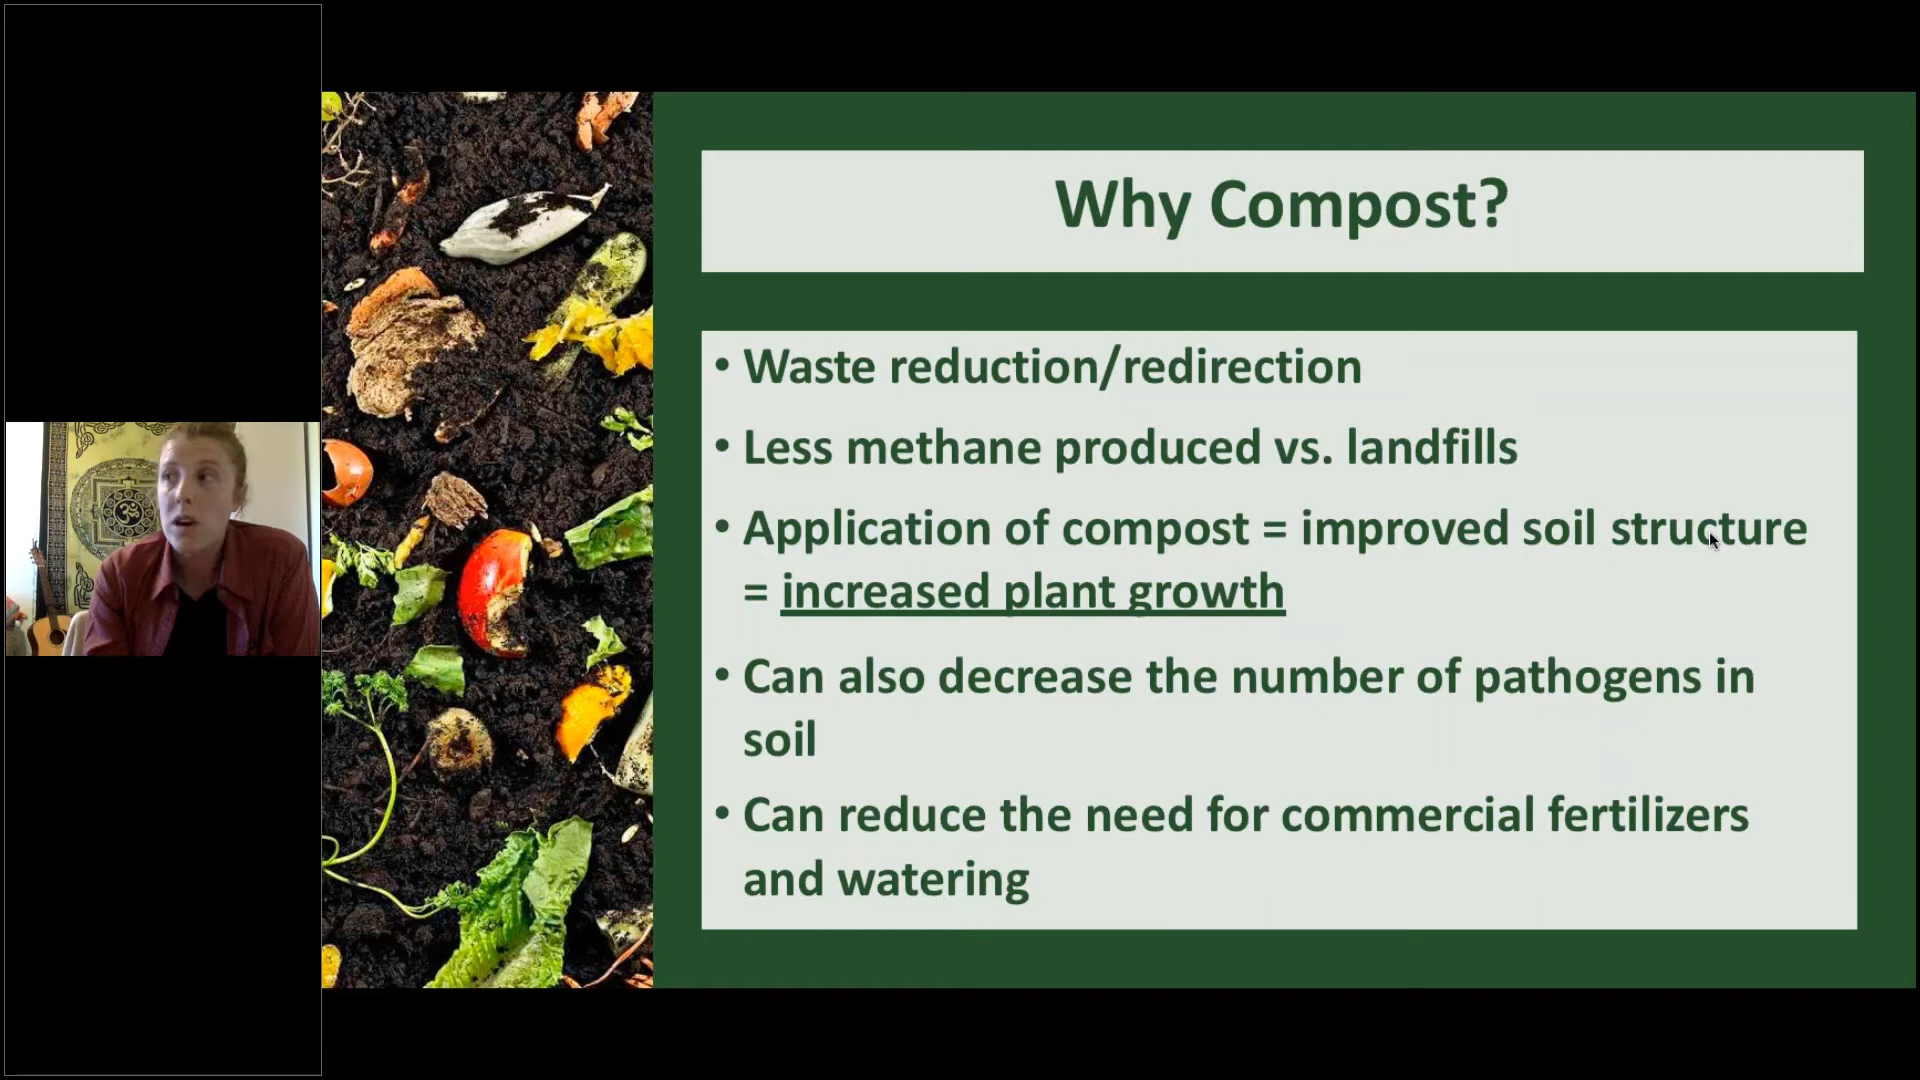 Why Compost?
• Waste reduction/redirection
• Less methane produced vs. landfills
• Application of compost = improved soil structure
= increased plant growth
• Can also decrease the number of pathogens in
soil
• Can reduce the need for commercial fertilizers
and watering